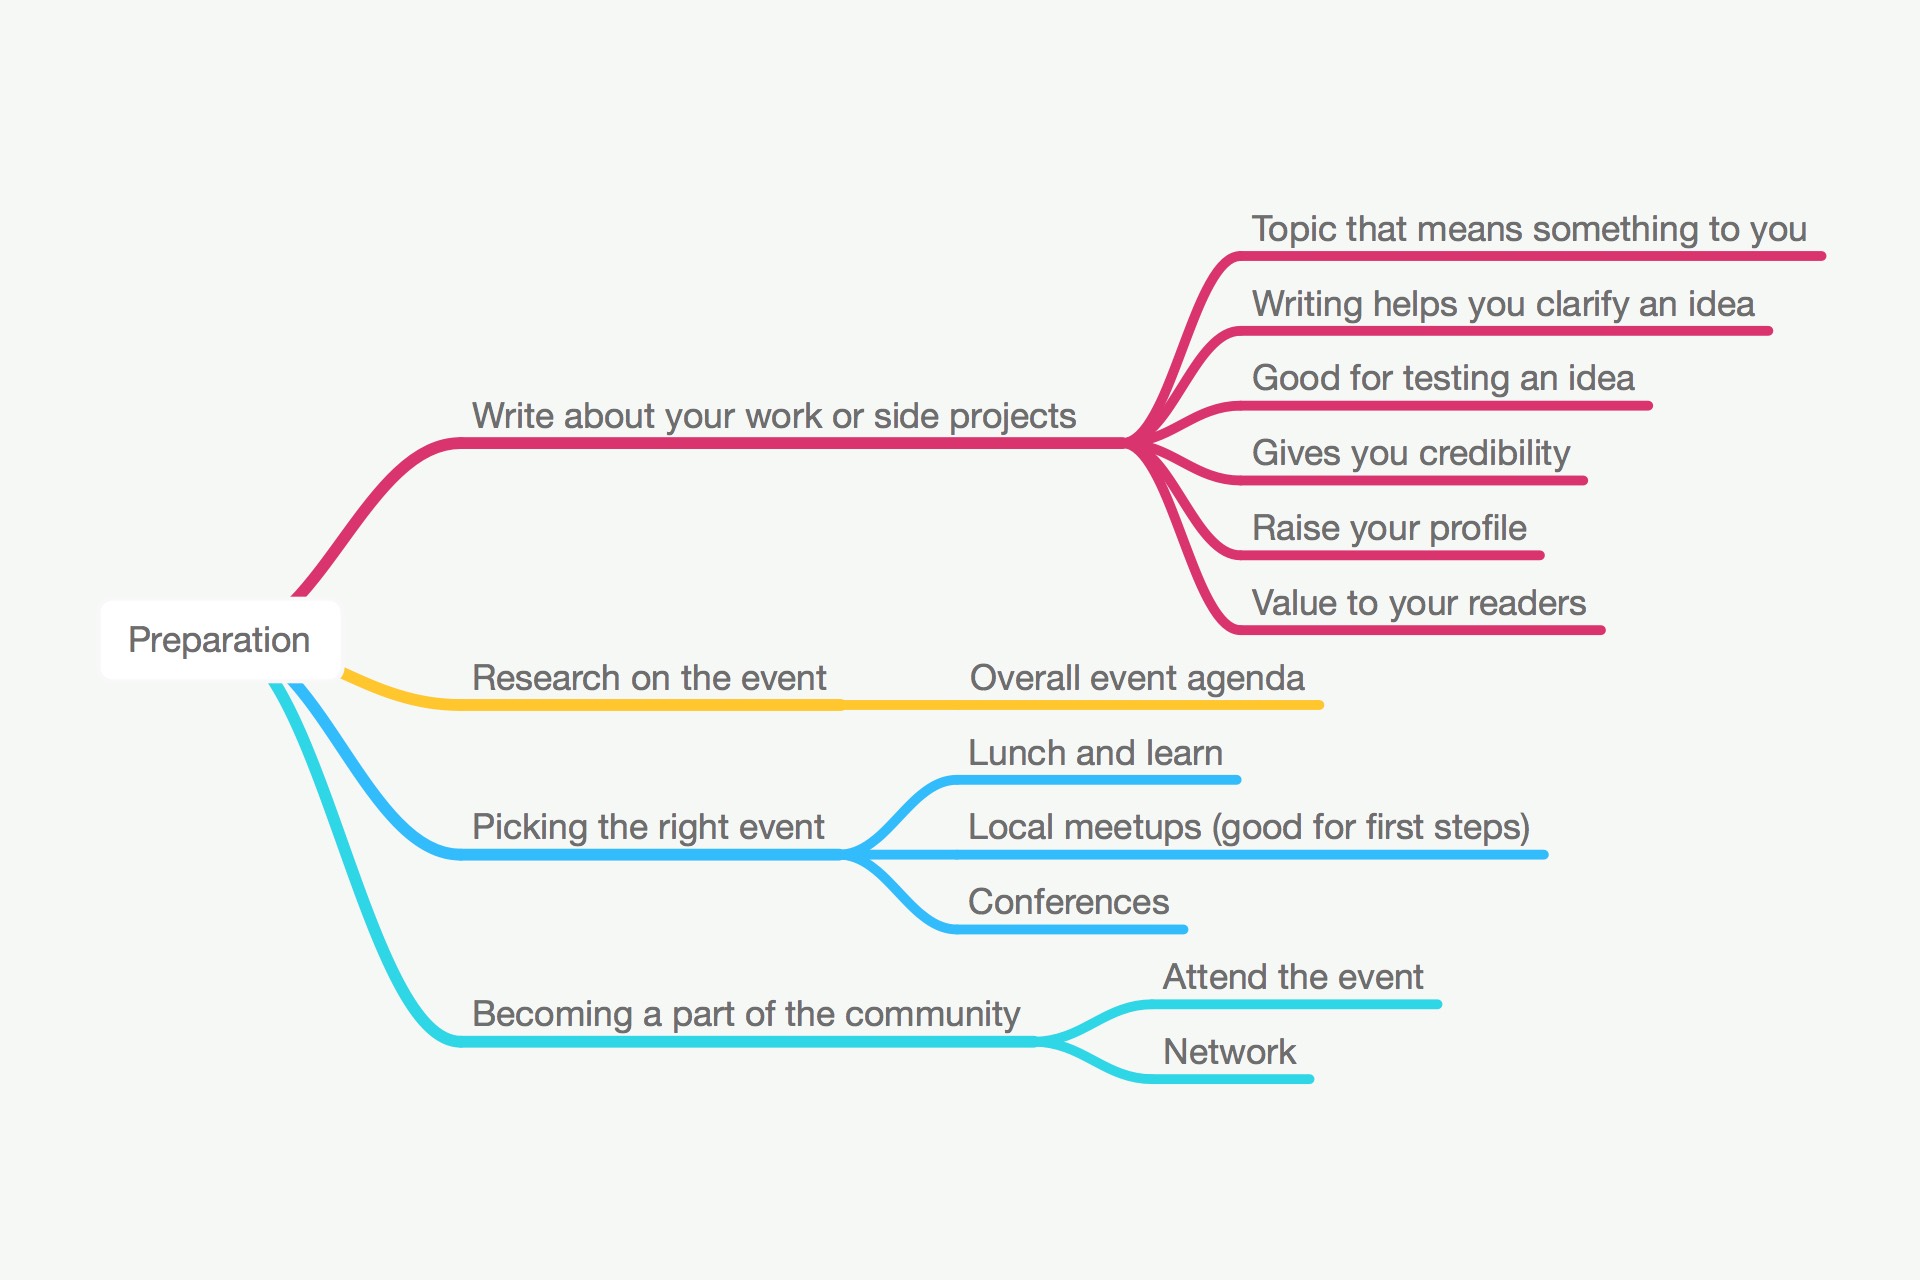 Preparation
Write about your work or side projects
Topic that means something to you
Writing helps you clarify an idea
Good for testing an idea
Gives you credibility
Raise your profile
Value to your readers
Research on the event
Overall event agenda
Picking the right event
Lunch and learn
Local meetups (good for first steps)
Conferences
Becoming a part of the community
Attend the event
Network